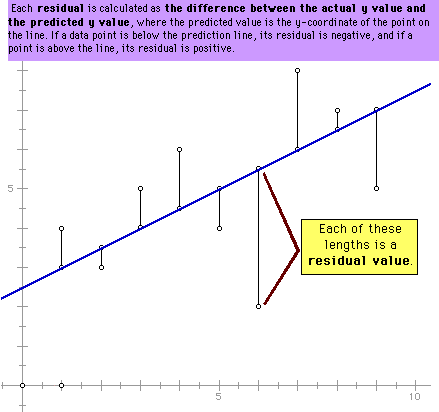 Each residual is calculated as the difference between the actual y value and
the predicted y value, where the predicted value is the y-coordinate of the point on
the line. If a data point is below the prediction line, its residual is negative, and if a
point is above the line, its residual is positive.
5
Each of these
lengths is a
residual value.
5
10